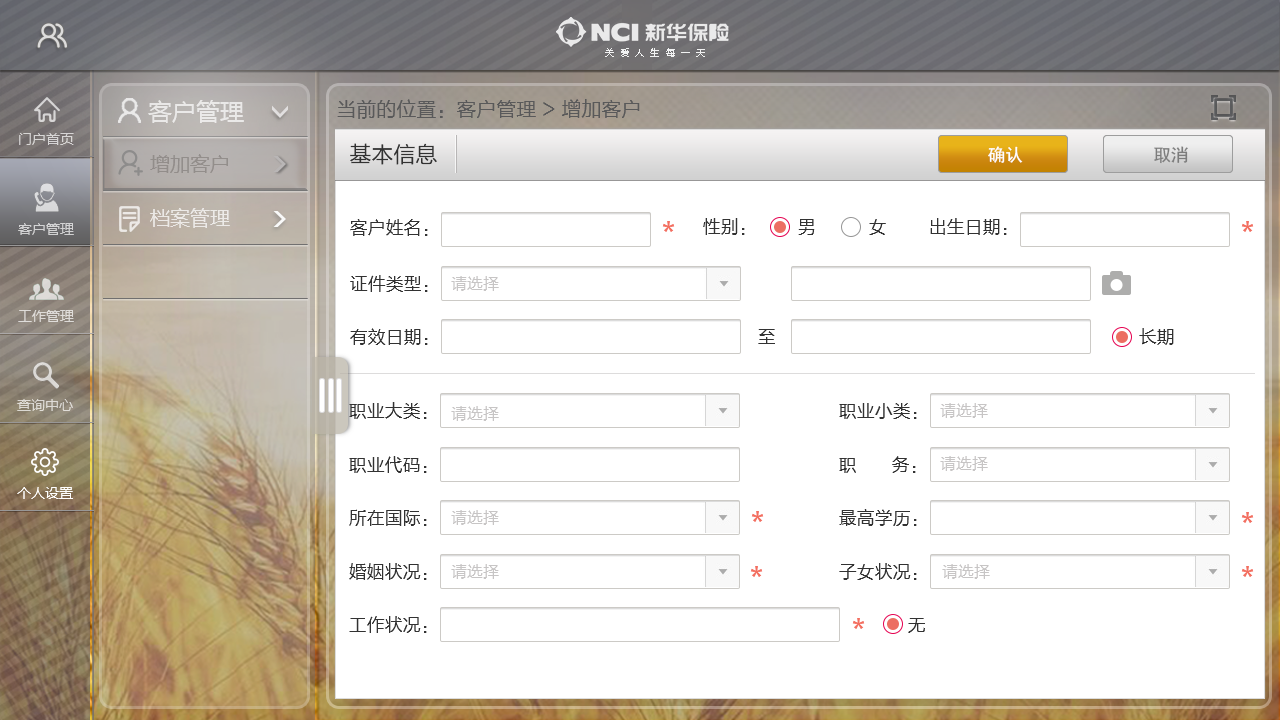 NCI 新华保险
关爱人生每一天
门户首页
客户管理
工作管理
查询中心
个人设置
客户管理
增加客户
档案管理
当前的位置：客户管理 > 增加客户
基本信息 确认 取消
客户姓名： * 性别： 男 女 出生日期： *
证件类型： 请选择
有效日期： 至 长期
职业大类： 请选择 职业小类： 请选择
职业代码： 职 务： 请选择
所在国际： 请选择 * 最高学历： *
婚姻状况： 请选择 * 子女状况： 请选择 *
工作状况： * 无